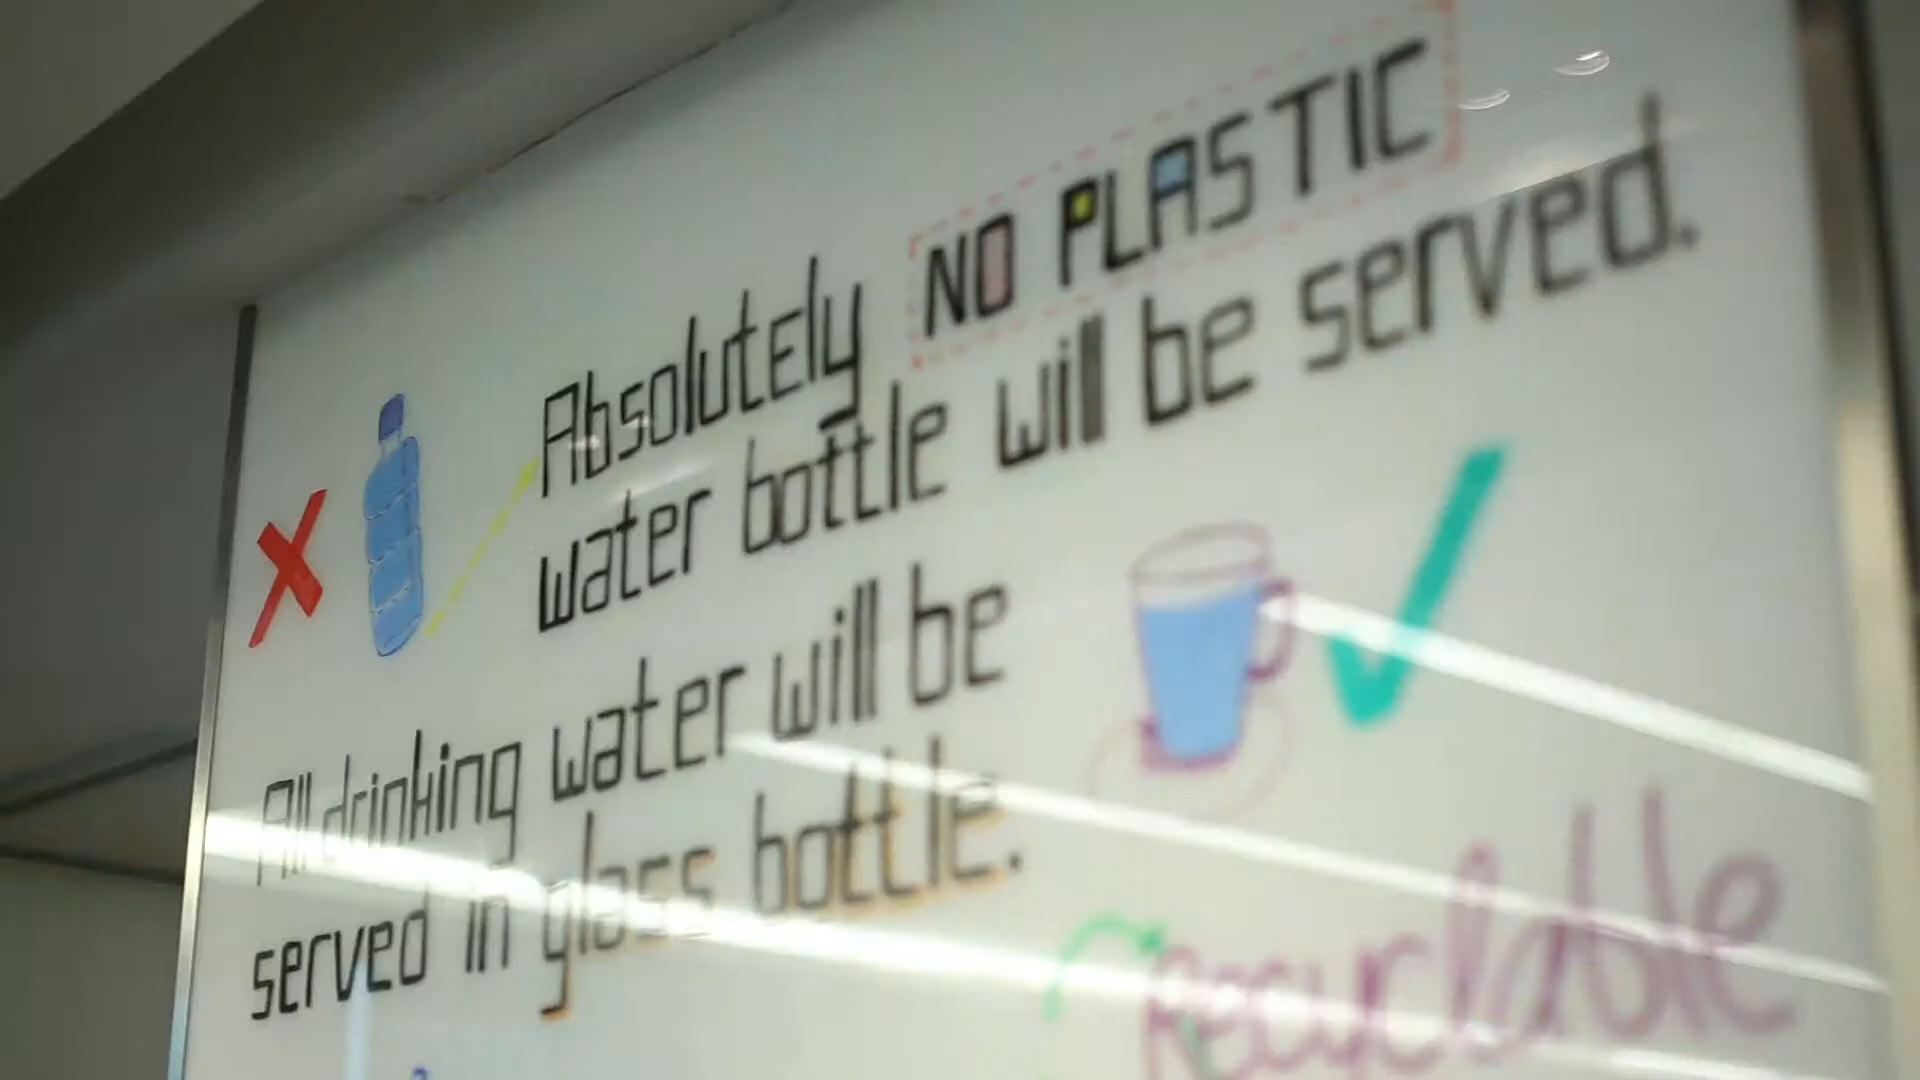 Absolutely NO PLASTIC
water bottle will be served.
All drinking water will be
served in glass bottle.
recyclable